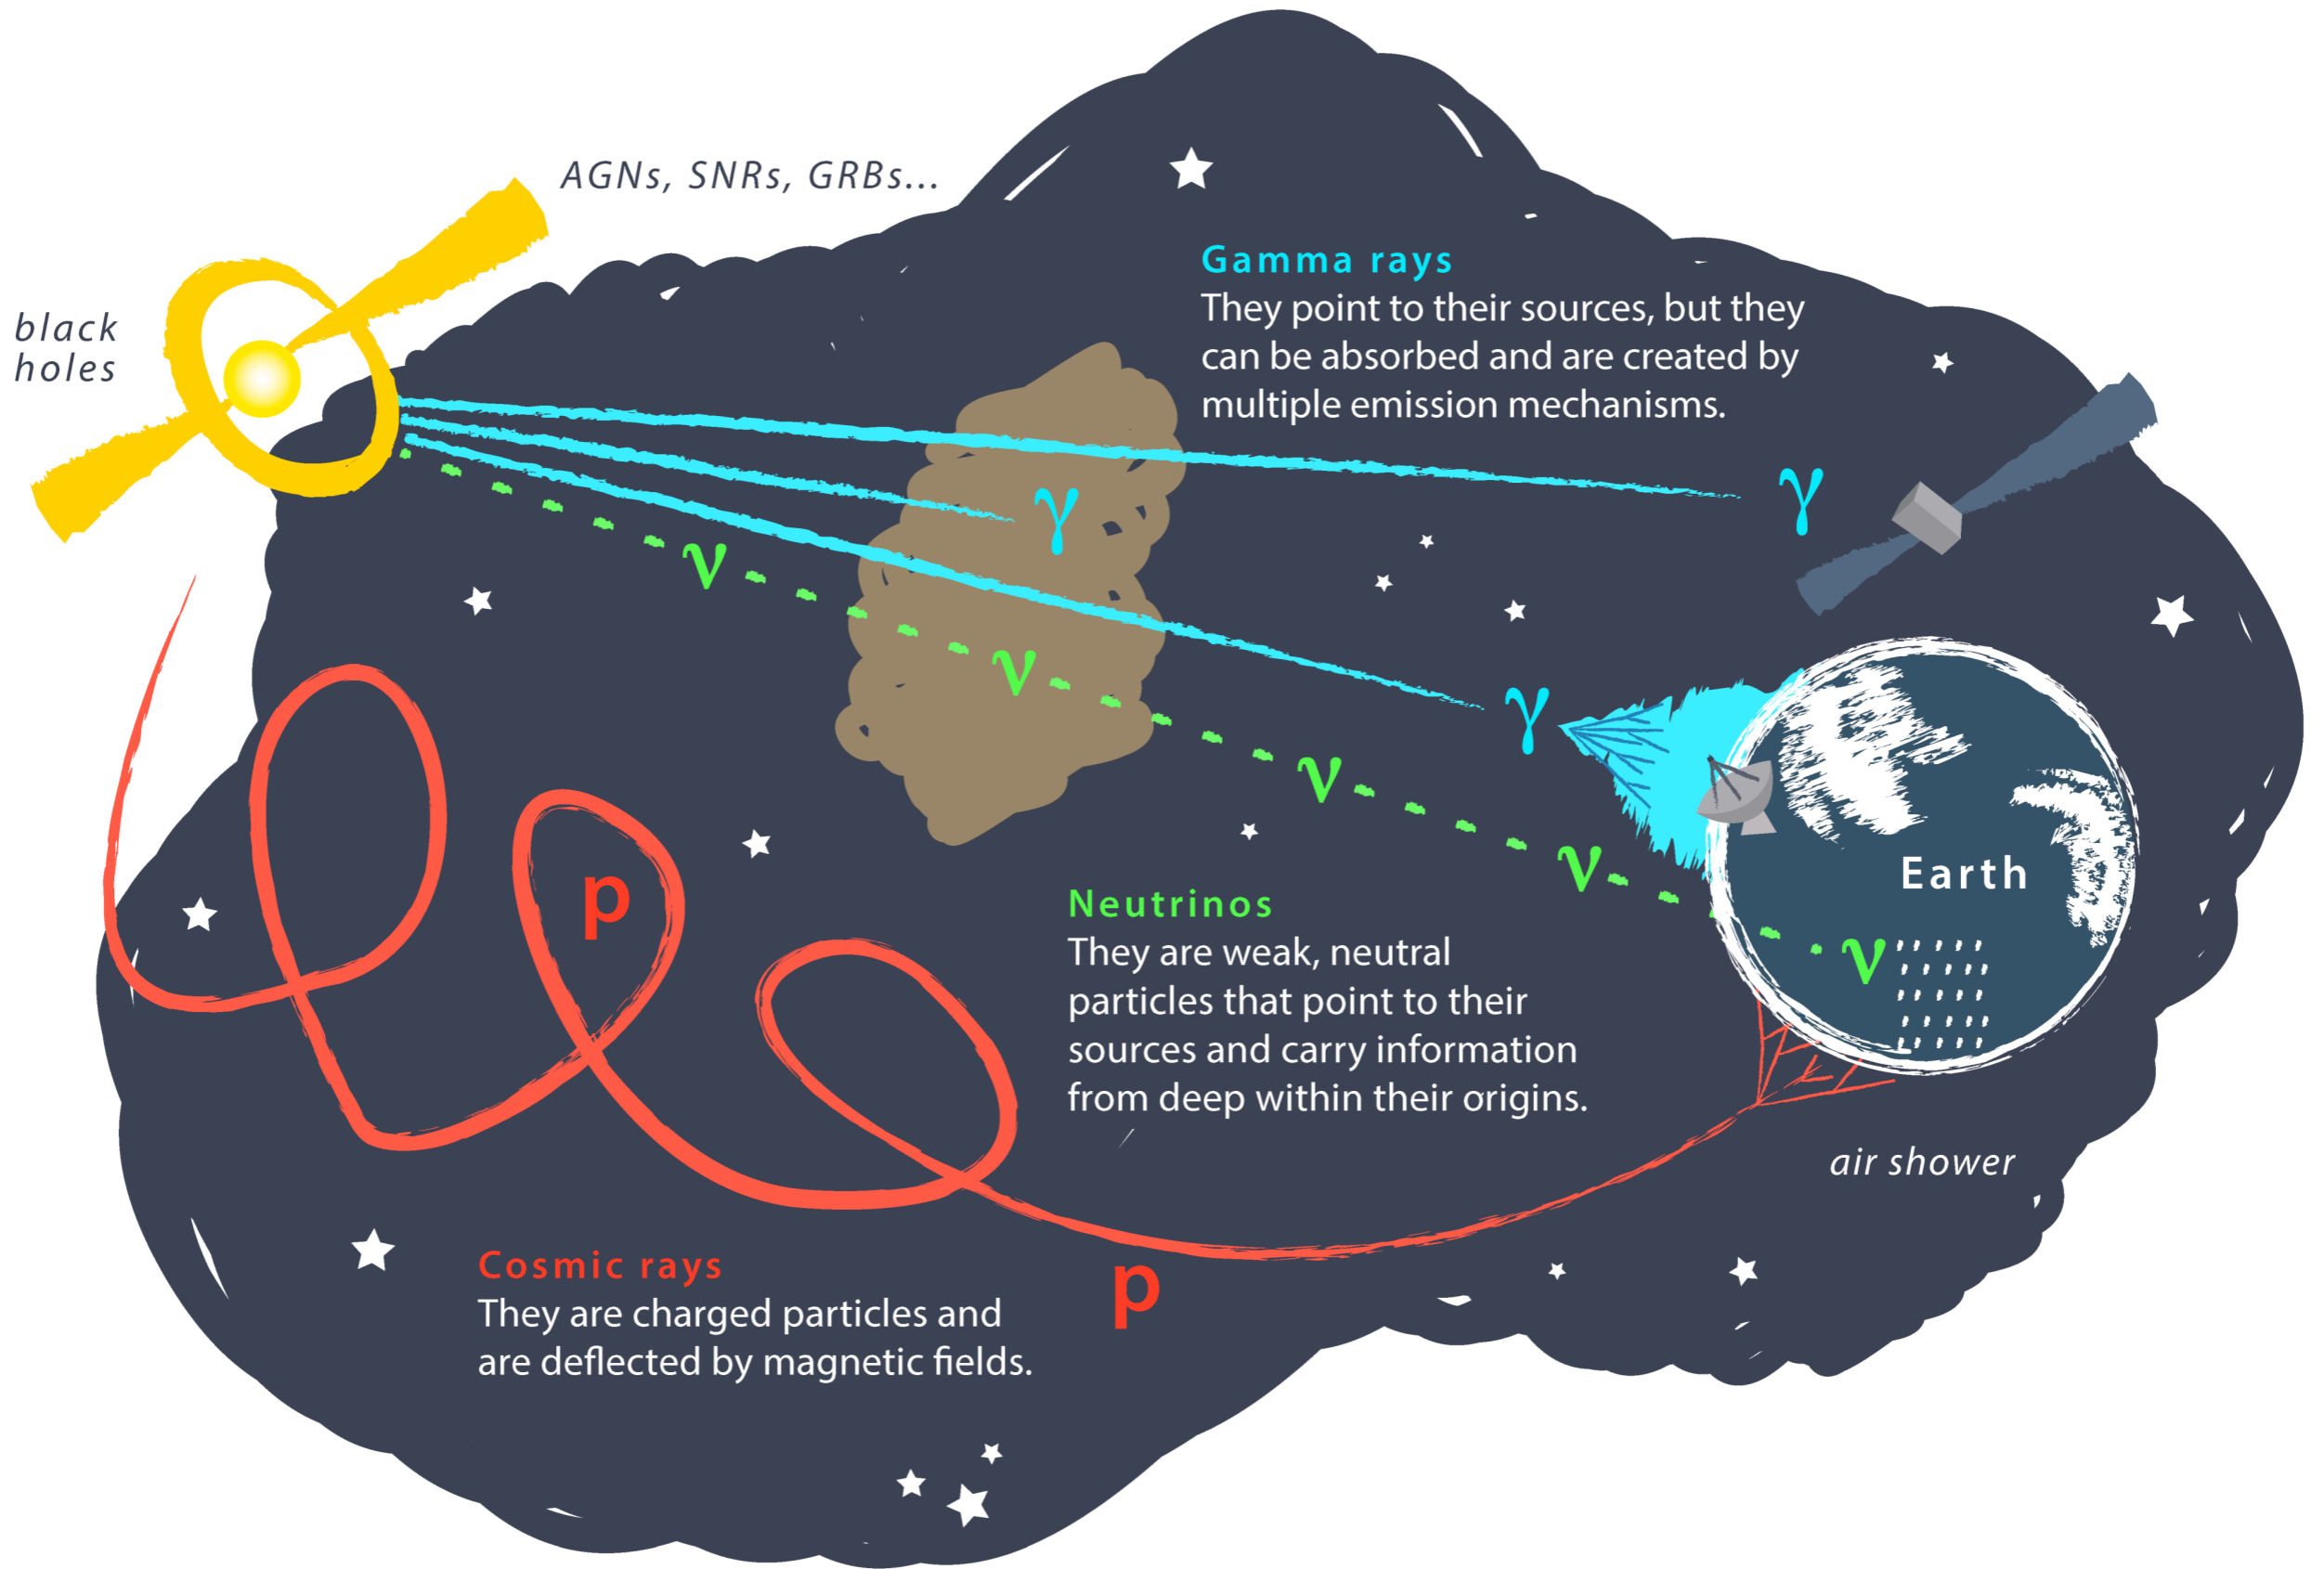 AGNs, SNRs, GRBs...
black
holes
Gamma rays
They point to their sources, but they
can be absorbed and are created by
multiple emission mechanisms.
γ
γ
ν
ν
γ
ν
ν
p
Earth
Neutrinos
They are weak, neutral
particles that point to their
sources and carry information
from deep within their origins.
ν
air shower
Cosmic rays
They are charged particles and
are deflected by magnetic fields.
p